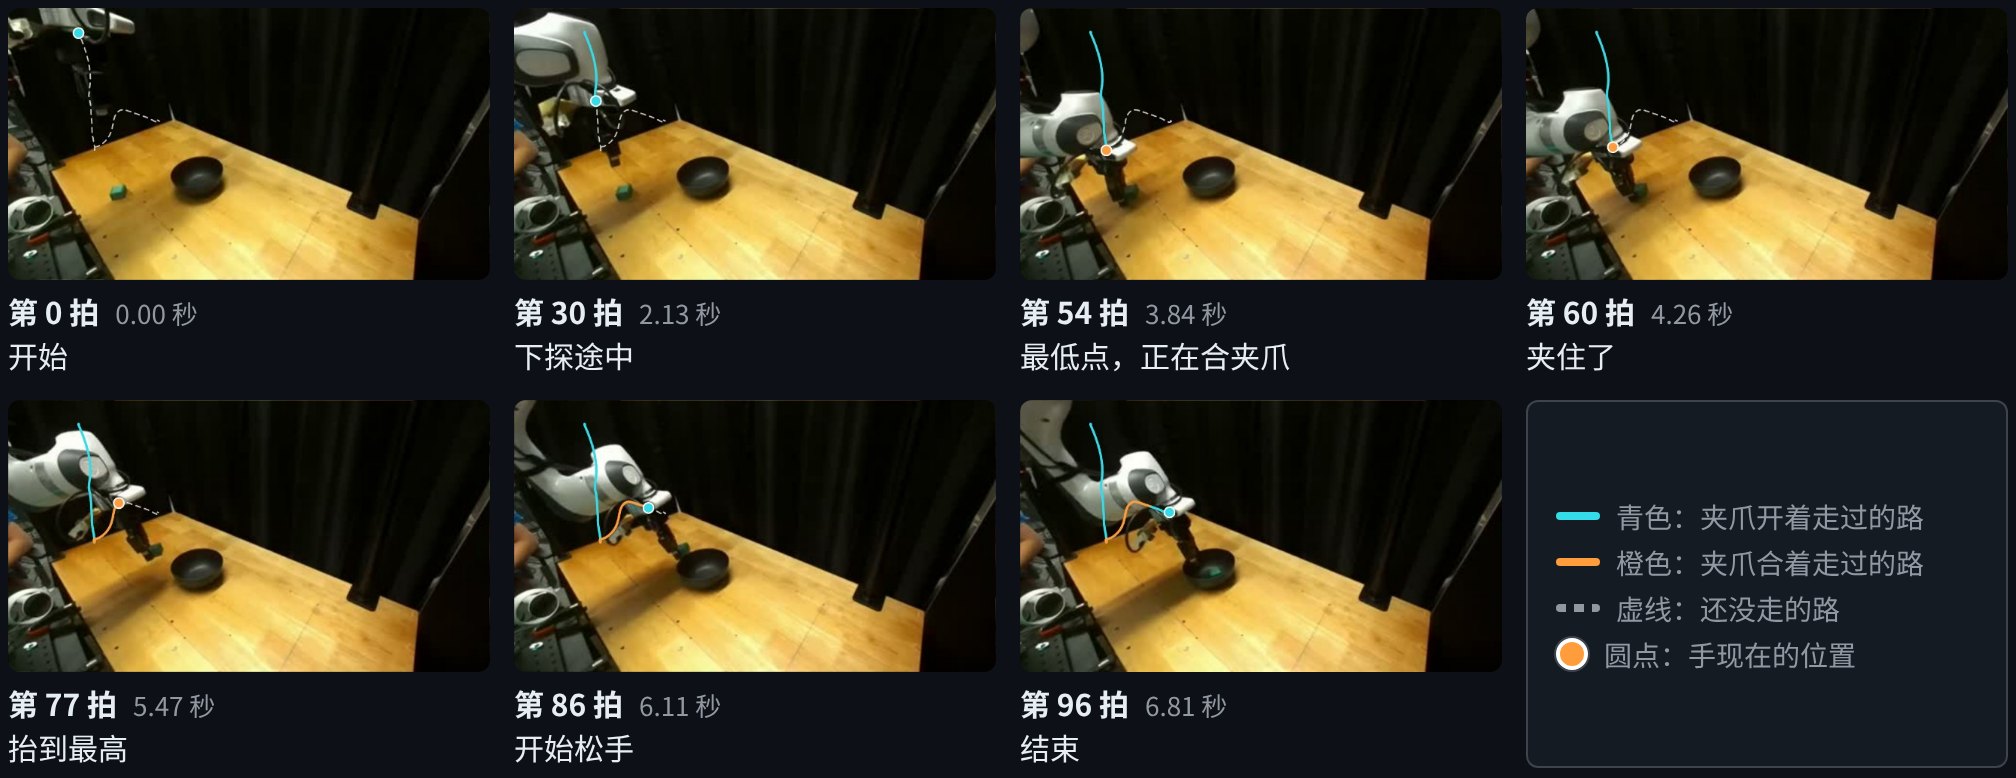 第 0 拍 0.00 秒
开始
第 30 拍 2.13 秒
下探途中
第 54 拍 3.84 秒
最低点，正在合夹爪
第 60 拍 4.26 秒
夹住了
第 77 拍 5.47 秒
抬到最高
第 86 拍 6.11 秒
开始松手
第 96 拍 6.81 秒
结束
青色：夹爪开着走过的路
橙色：夹爪合着走过的路
虚线：还没走的路
圆点：手现在的位置